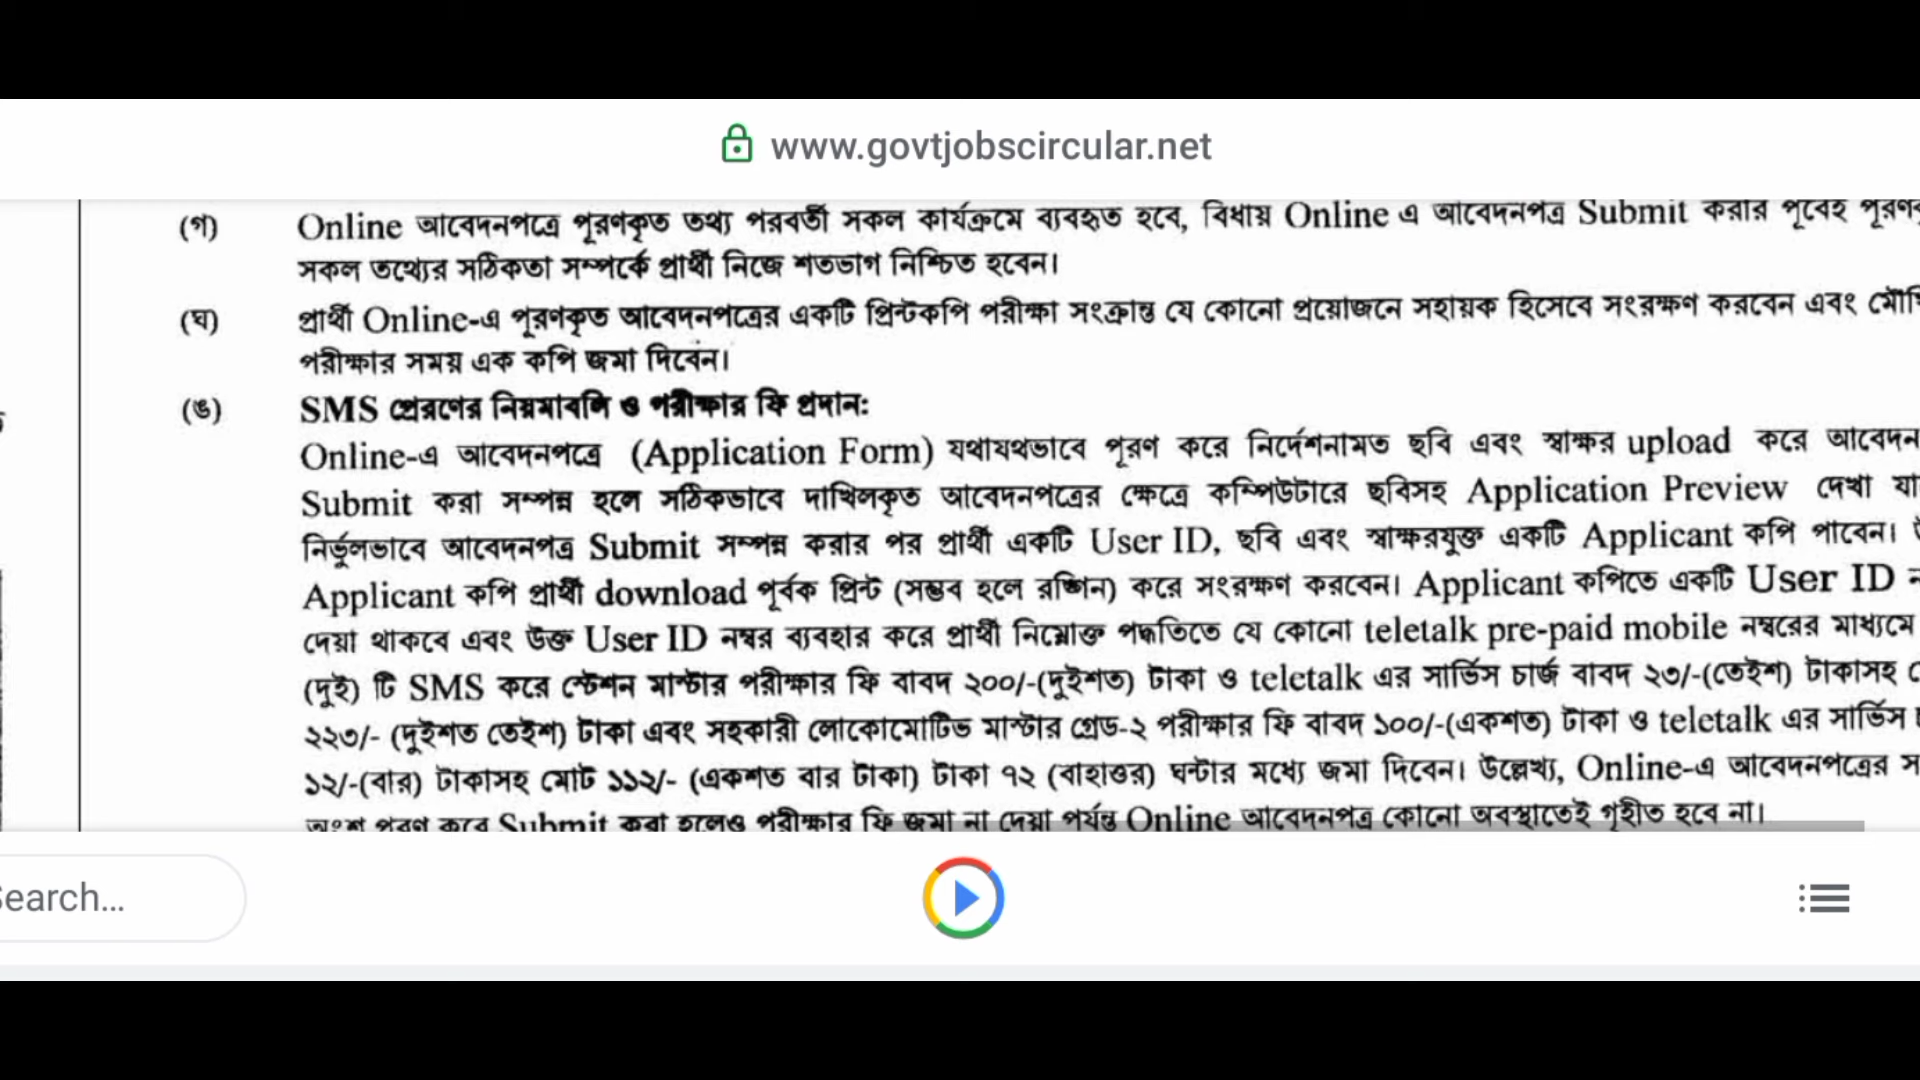 www.govtjobscircular.net
(গ) Online আবেদনপত্রে পূরণকৃত তথ্য পরবর্তী সকল কার্যক্রমে ব্যবহৃত হবে, বিধায় Online এ আবেদনপত্র Submit করার পূর্বেই
সকল তথ্যের সঠিকতা সম্পর্কে প্রার্থী নিজে শতভাগ নিশ্চিত হবেন।
(ঘ) প্রার্থী Online-এ পূরণকৃত আবেদনপত্রের একটি প্রিন্টকপি পরীক্ষা সংক্রান্ত যে কোনো প্রয়োজনে সহায়ক হিসেবে সংরক্ষণ করবেন এবং
পরীক্ষার সময় এক কপি জমা দিবেন।
(ঙ) SMS প্রেরণের নিয়মাবলি ও পরীক্ষার ফি প্রদান:
Online-এ আবেদনপত্রে (Application Form) যথাযথভাবে পূরণ করে নির্দেশনামত ছবি এবং স্বাক্ষর upload করে আবেদন
Submit করা সম্পন্ন হলে সঠিকভাবে দাখিলকৃত আবেদনপত্রের ক্ষেত্রে কম্পিউটারে ছবিসহ Application Preview দেখা
নির্ভুলভাবে আবেদনপত্র Submit সম্পন্ন করার পর প্রার্থী একটি User ID, ছবি এবং স্বাক্ষরযুক্ত একটি Applicant কপি পাবেন।
Applicant কপি প্রার্থী download পূর্বক প্রিন্ট (সম্ভব হলে রঙ্গিন) করে সংরক্ষণ করবেন। Applicant কপিতে একটি User ID
দেয়া থাকবে এবং উক্ত User ID নম্বর ব্যবহার করে প্রার্থী নিম্নোক্ত পদ্ধতিতে যে কোনো teletalk pre-paid mobile নম্বরের মাধ্যমে
(দুই) টি SMS করে স্টেশন মাস্টার পরীক্ষার ফি বাবদ ২০০/-(দুইশত) টাকা ও teletalk এর সার্ভিস চার্জ বাবদ ২৩/-(তেইশ) টাকাসহ
২২৩/- (দুইশত তেইশ) টাকা এবং সহকারী লোকোমোটিভ মাস্টার গ্রেড-২ পরীক্ষার ফি বাবদ ১০০/-(একশত) টাকা ও teletalk এর সার্ভিস
১২/-(বার) টাকাসহ মোট ১১২/- (একশত বার টাকা) টাকা ৭২ (বাহাত্তর) ঘন্টার মধ্যে জমা দিবেন। উল্লেখ্য, Online-এ আবেদনপত্রের
অংশ পূরণ করে Submit করা হলেও পরীক্ষার ফি জমা না দেয়া পর্যন্ত Online আবেদনপত্র কোনো অবস্থাতেই গৃহীত হবে না।
Search...